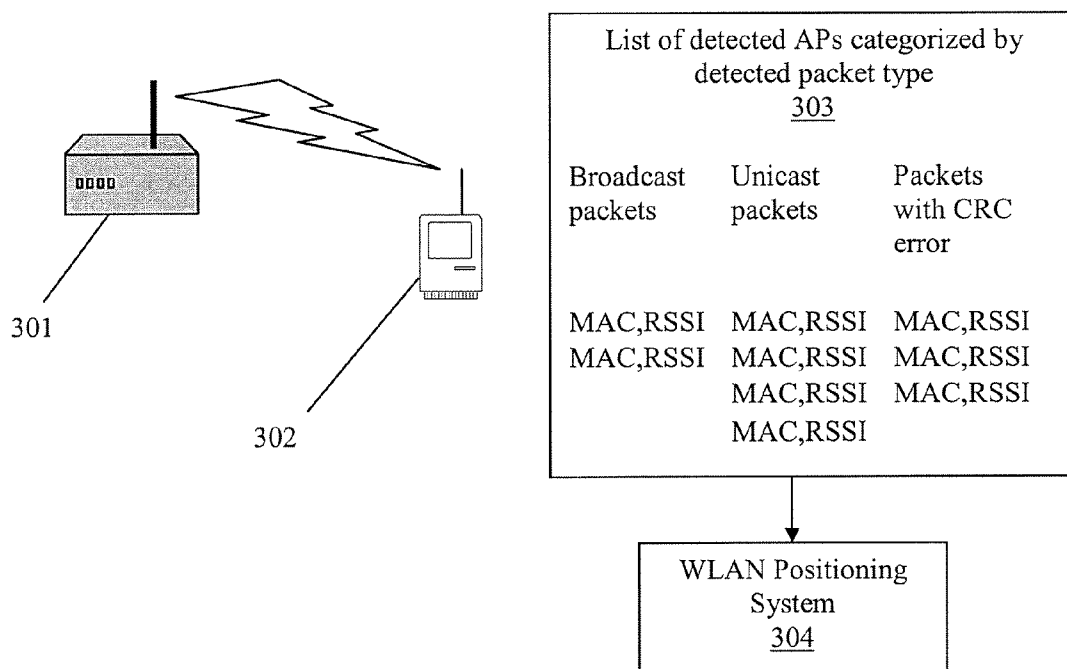 List of detected APs categorized by
detected packet type
303
Broadcast packets
Unicast packets
Packets with CRC error
MAC,RSSI MAC,RSSI MAC,RSSI
MAC,RSSI MAC,RSSI MAC,RSSI
MAC,RSSI MAC,RSSI
MAC,RSSI
301
302
WLAN Positioning
System
304